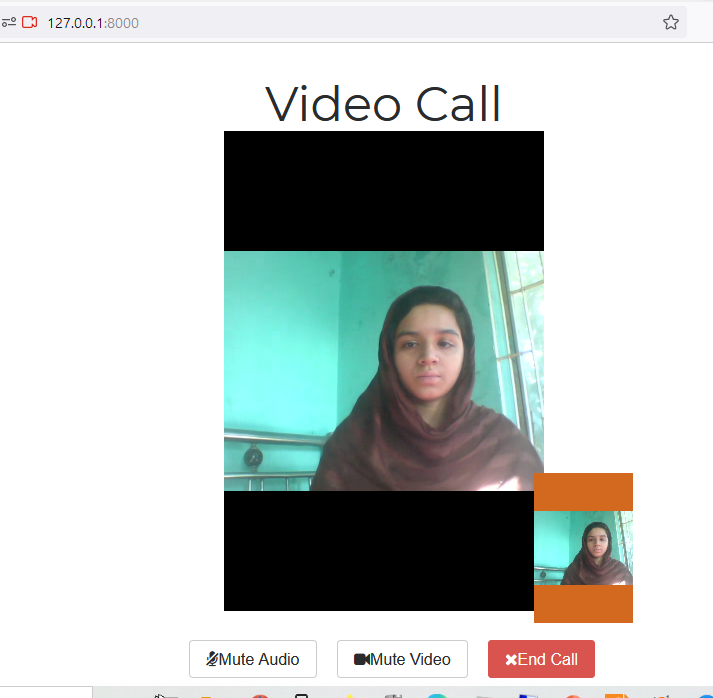 127.0.0.1:8000
Video Call
Mute Audio
Mute Video
End Call